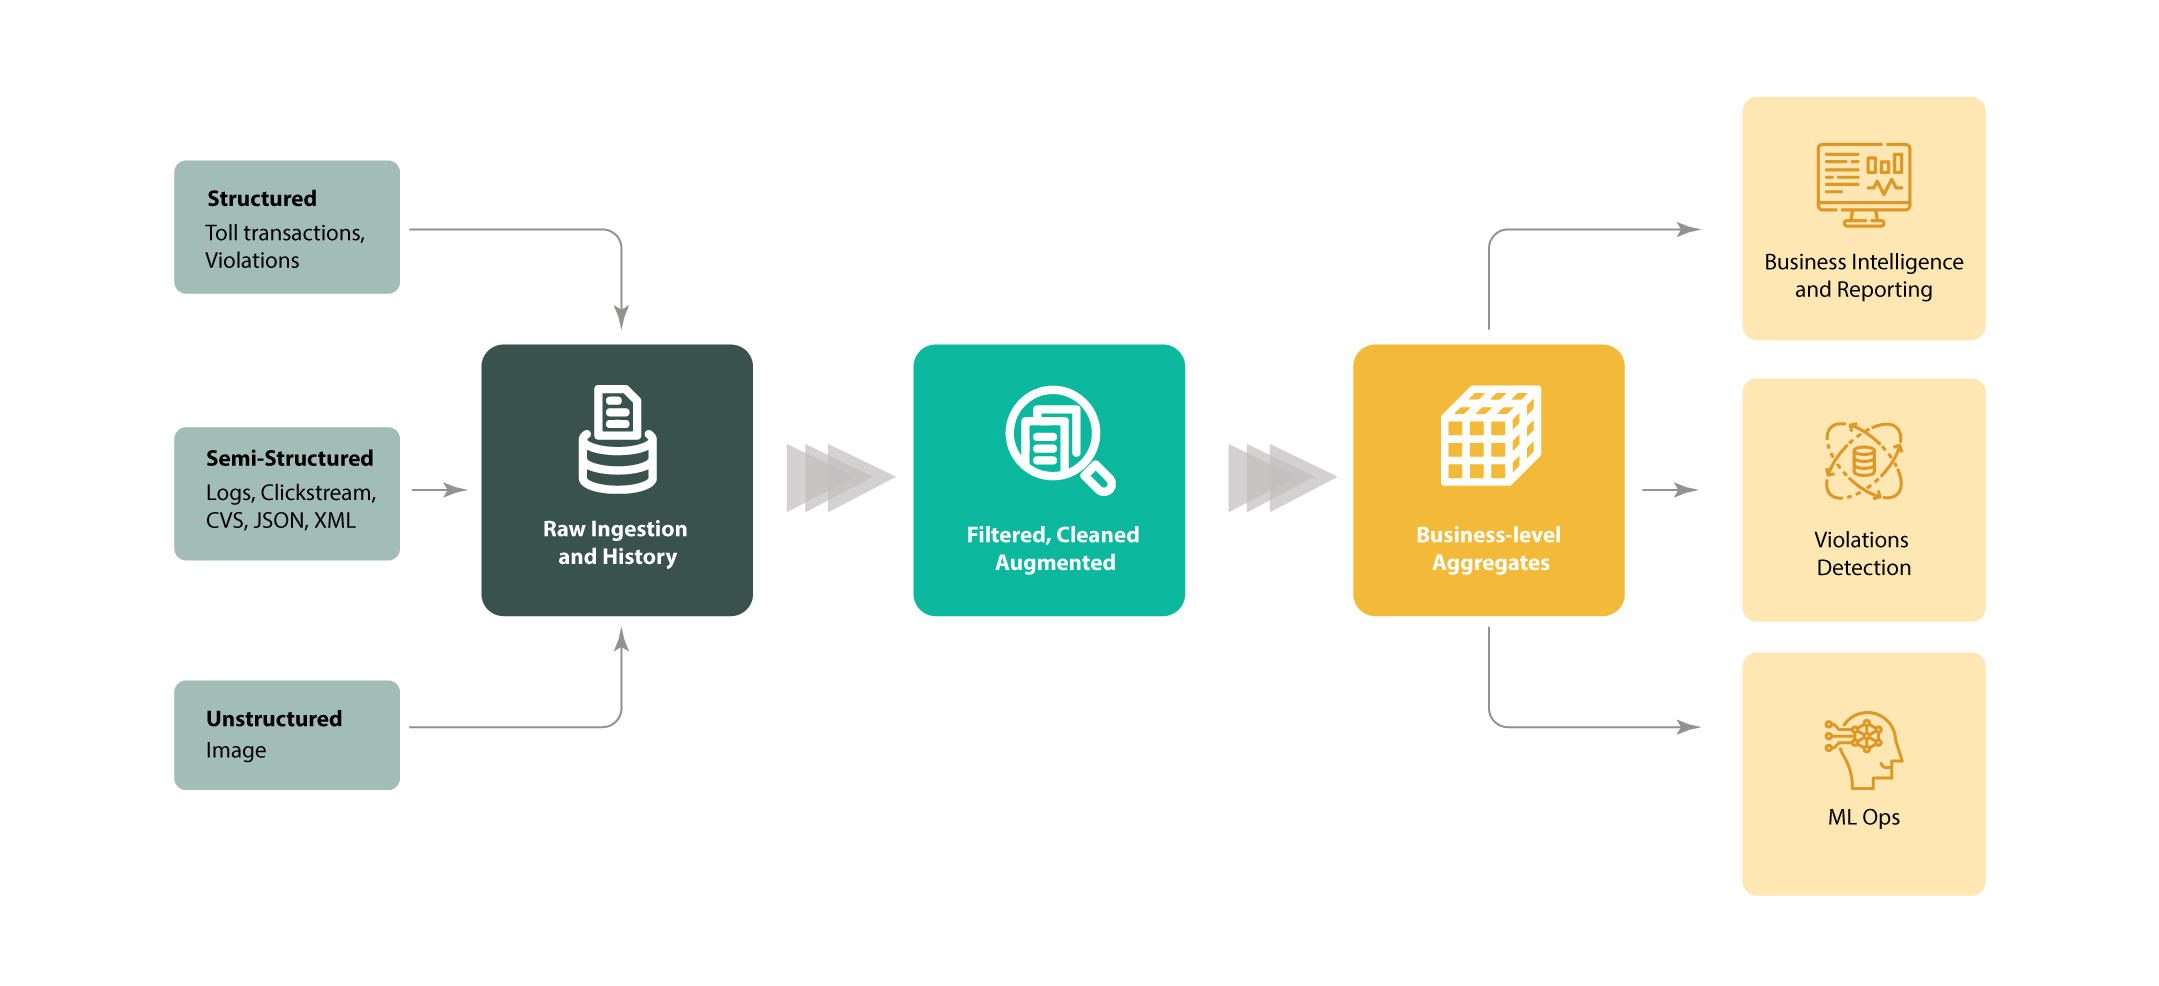 Structured
Toll transactions,
Violations
Semi-Structured
Logs, Clickstream,
CVS, JSON, XML
Unstructured
Image
Raw Ingestion
and History
Filtered, Cleaned
Augmented
Business-level
Aggregates
Business Intelligence
and Reporting
Violations
Detection
ML Ops